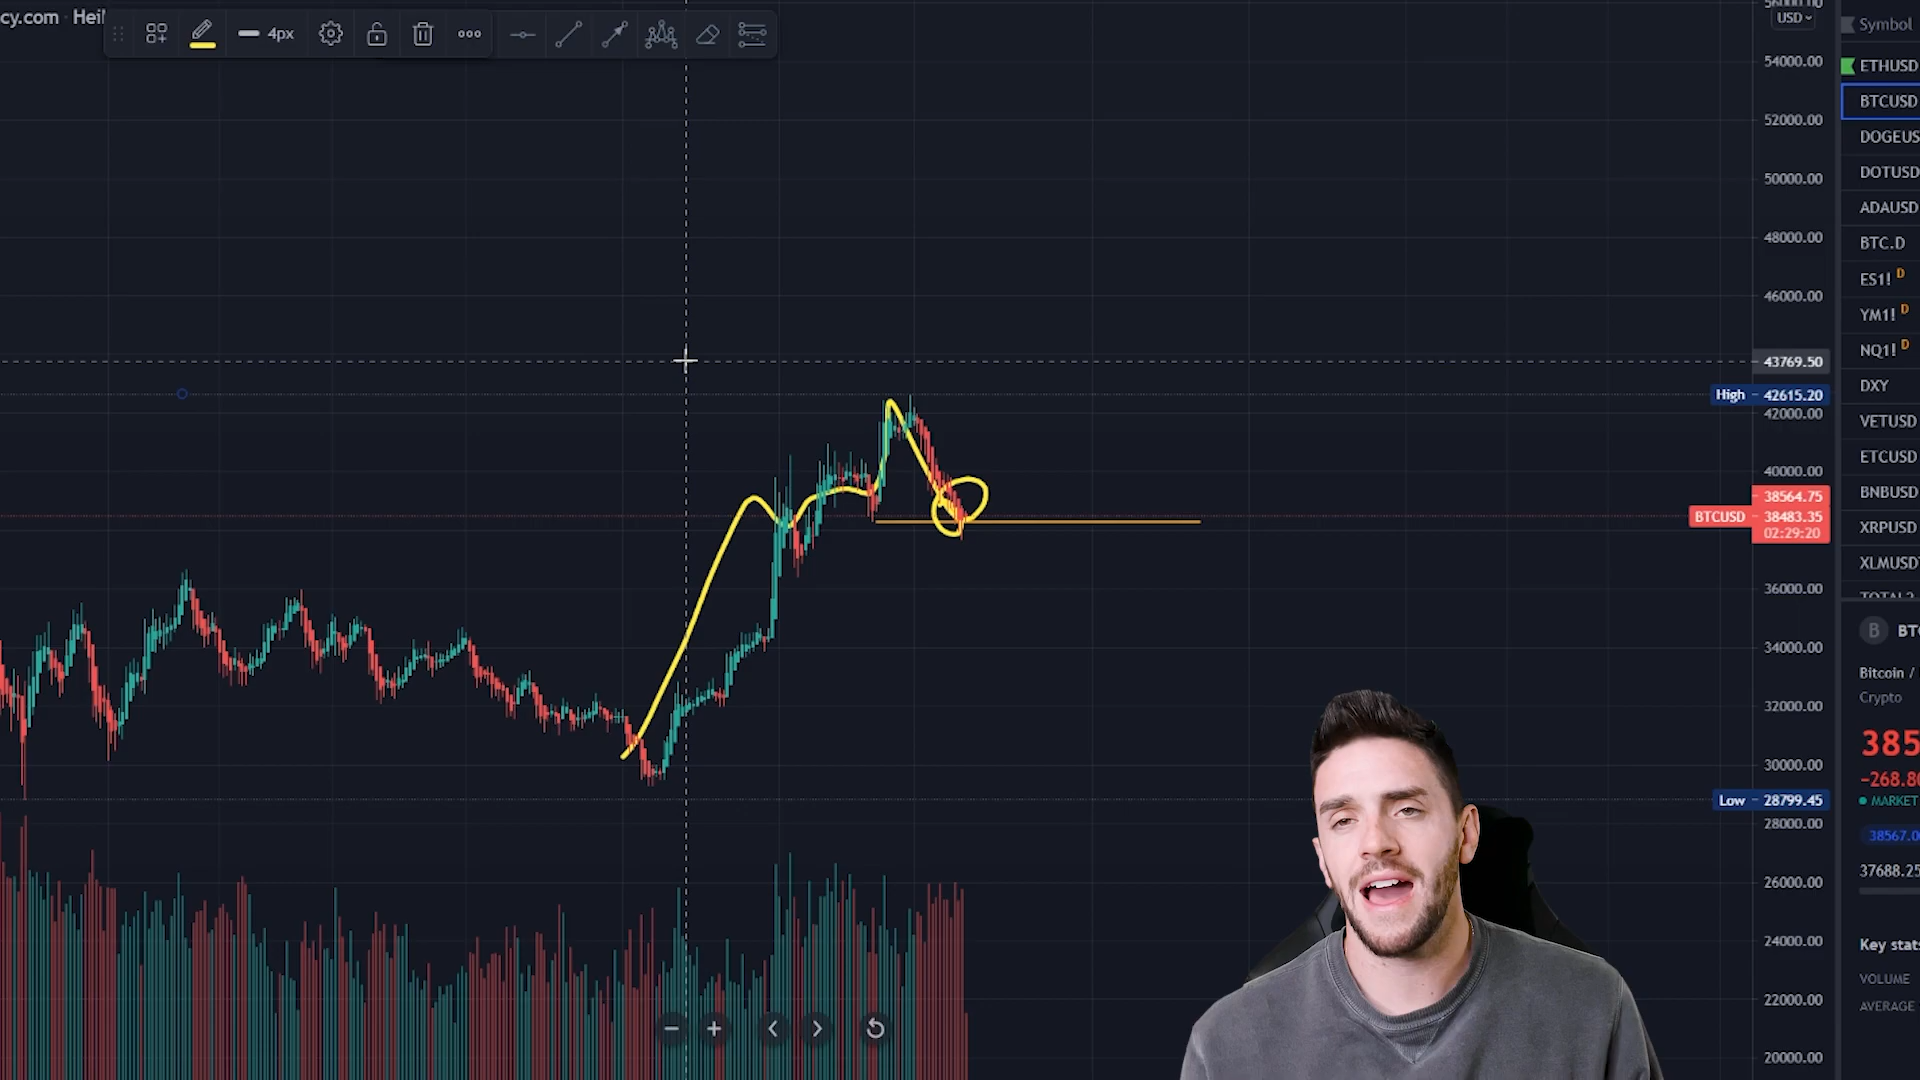 cy.com · Heil
4px
USD
54000.00
52000.00
50000.00
48000.00
46000.00
43769.50
High 42615.20
42000.00
40000.00
38564.75
BTCUSD 38483.35
02:29:20
36000.00
34000.00
32000.00
30000.00
Low 28799.45
28000.00
26000.00
24000.00
22000.00
20000.00
Symbol
ETHUSD
BTCUSD
DOGEUS
DOTUSD
ADAUSD
BTC.D
ES1! D
YM1! D
NQ1! D
DXY
VETUSD
ETCUSD
BNBUSD
XRPUSD
XLMUSD
B BT
Bitcoin /
Crypto
385
-268.8
MARKET
38567.0
37688.25
Key stats
VOLUME
AVERAGE